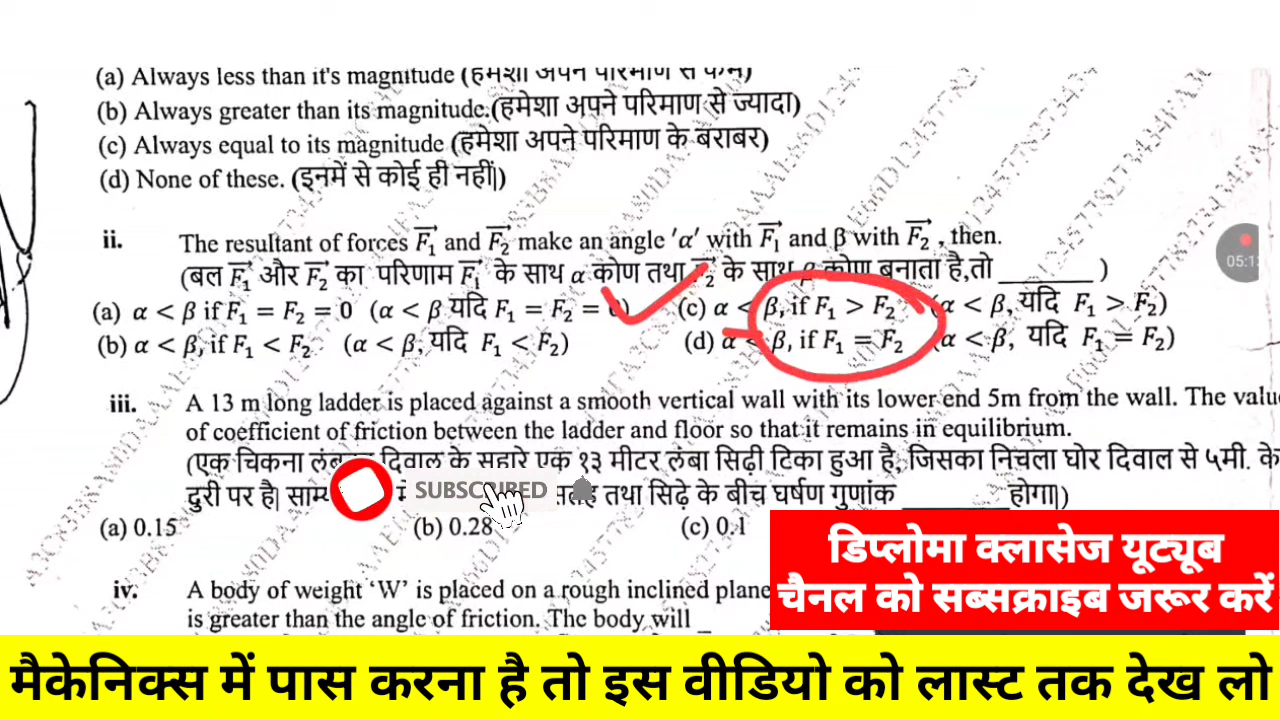 (a) Always less than it's magnitude (हमेशा अपने परिमाण से कम)
(b) Always greater than its magnitude.(हमेशा अपने परिमाण से ज्यादा)
(c) Always equal to its magnitude (हमेशा अपने परिमाण के बराबर)
(d) None of these. (इनमें से कोई ही नहीं|)
ii. The resultant of forces F₁⃗ and F₂⃗ make an angle 'α' with F₁⃗ and β with F₂⃗ , then.
(बल F₁⃗ और F₂⃗ का परिणाम F₁⃗ के साथ α कोण तथा F₂⃗ के साथ β कोण बनाता है,तो ________ )
(a) α < β if F₁ = F₂ = 0 (α < β यदि F₁ = F₂ = 0) (c) α < β, if F₁ > F₂ (α < β, यदि F₁ > F₂)
(b) α < β, if F₁ < F₂ (α < β, यदि F₁ < F₂) (d) α < β, if F₁ = F₂ (α < β, यदि F₁ = F₂)
05:13
iii. A 13 m long ladder is placed against a smooth vertical wall with its lower end 5m from the wall. The value
of coefficient of friction between the ladder and floor so that it remains in equilibrium.
(एक चिकना दिवाल के सहारे एक १३ मीटर लंबा सिढ़ी टिका हुआ है, जिसका निचला घोर दिवाल से ५मी. के
दुरी पर है| तथा सिढ़े के बीच घर्षण गुणांक ________होगा|)
SUBSCRIBED
(a) 0.15 (b) 0.28 (c) 0.1
डिप्लोमा क्लासेज यूट्यूब
चैनल को सब्सक्राइब जरूर करें
iv. A body of weight 'W' is placed on a rough inclined plane
is greater than the angle of friction. The body will _
मैकेनिक्स में पास करना है तो इस वीडियो को लास्ट तक देख लो